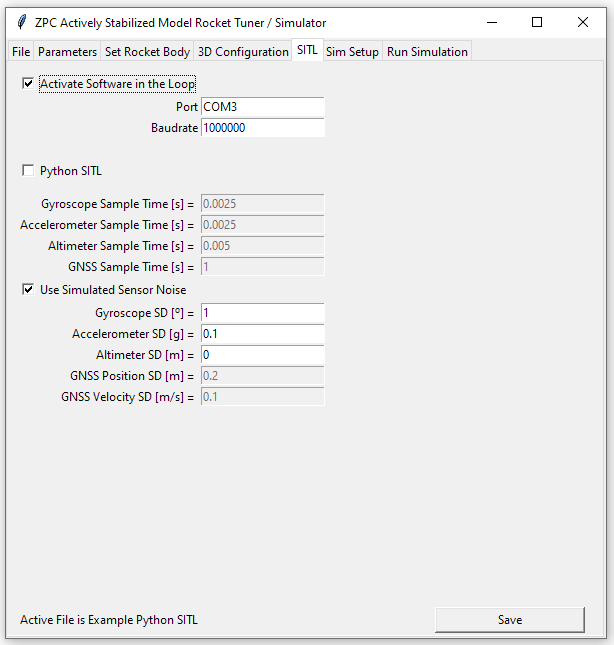 ZPC Actively Stabilized Model Rocket Tuner / Simulator
File Parameters Set Rocket Body 3D Configuration SITL Sim Setup Run Simulation
Activate Software in the Loop
Port COM3
Baudrate 1000000
Python SITL
Gyroscope Sample Time [s] = 0.0025
Accelerometer Sample Time [s] = 0.0025
Altimeter Sample Time [s] = 0.005
GNSS Sample Time [s] = 1
Use Simulated Sensor Noise
Gyroscope SD [º] = 1
Accelerometer SD [g] = 0.1
Altimeter SD [m] = 0
GNSS Position SD [m] = 0.2
GNSS Velocity SD [m/s] = 0.1
Active File is Example Python SITL Save